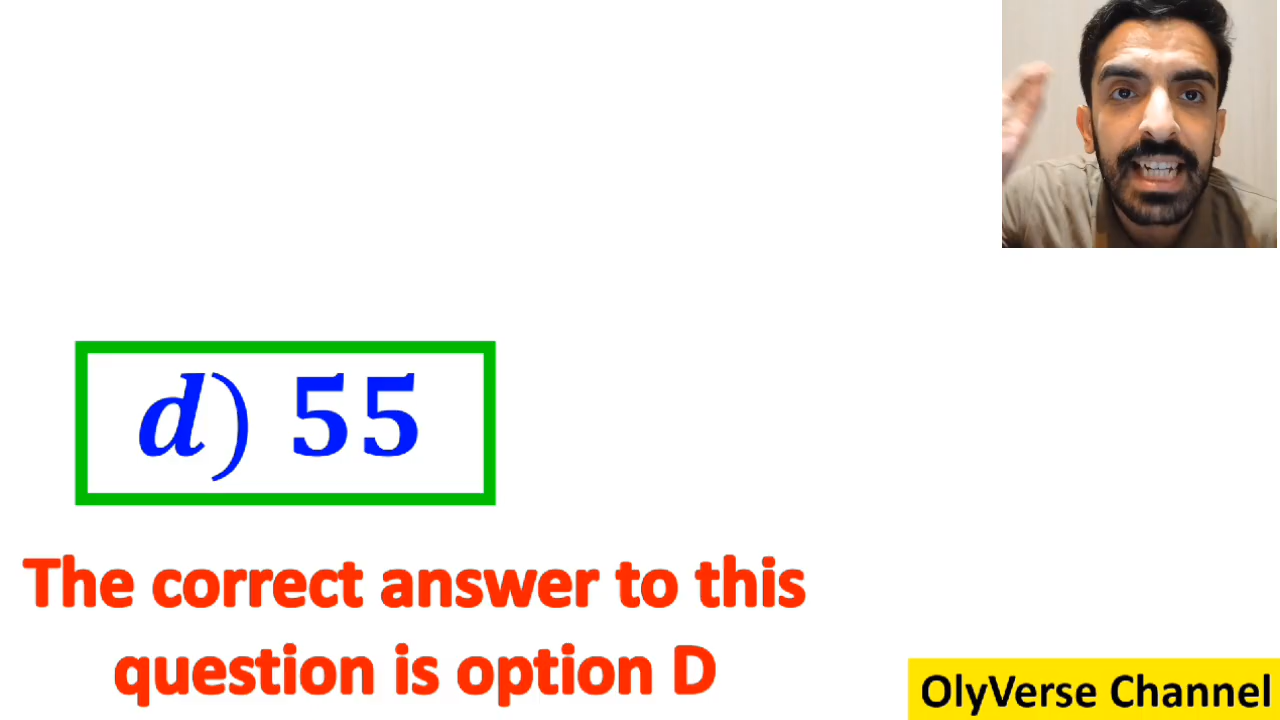 d) 55
The correct answer to this
question is option D
OlyVerse Channel